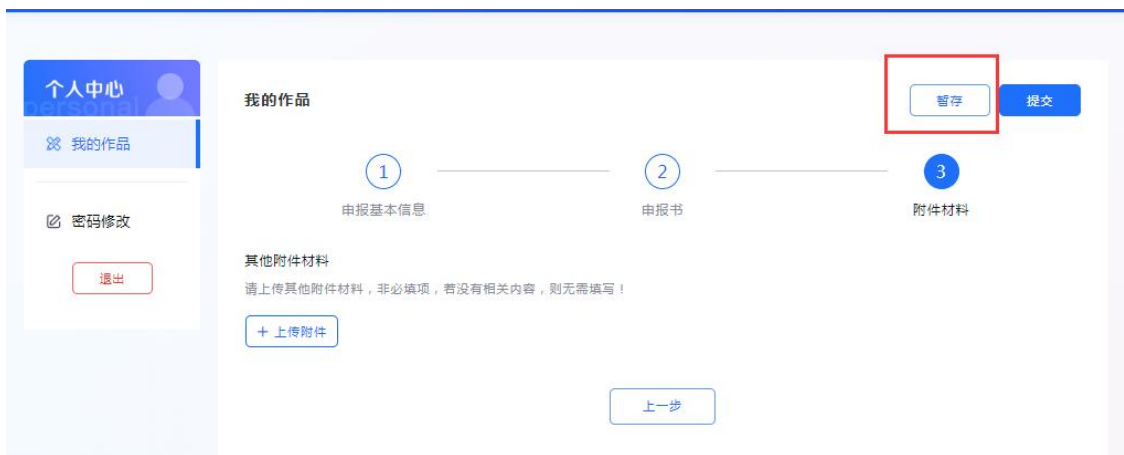 个人中心
personal
我的作品
密码修改
退出
我的作品
暂存
提交
1
2
3
申报基本信息
申报书
附件材料
其他附件材料
请上传其他附件材料，非必填项，若没有相关内容，则无需填写！
+ 上传附件
上一步